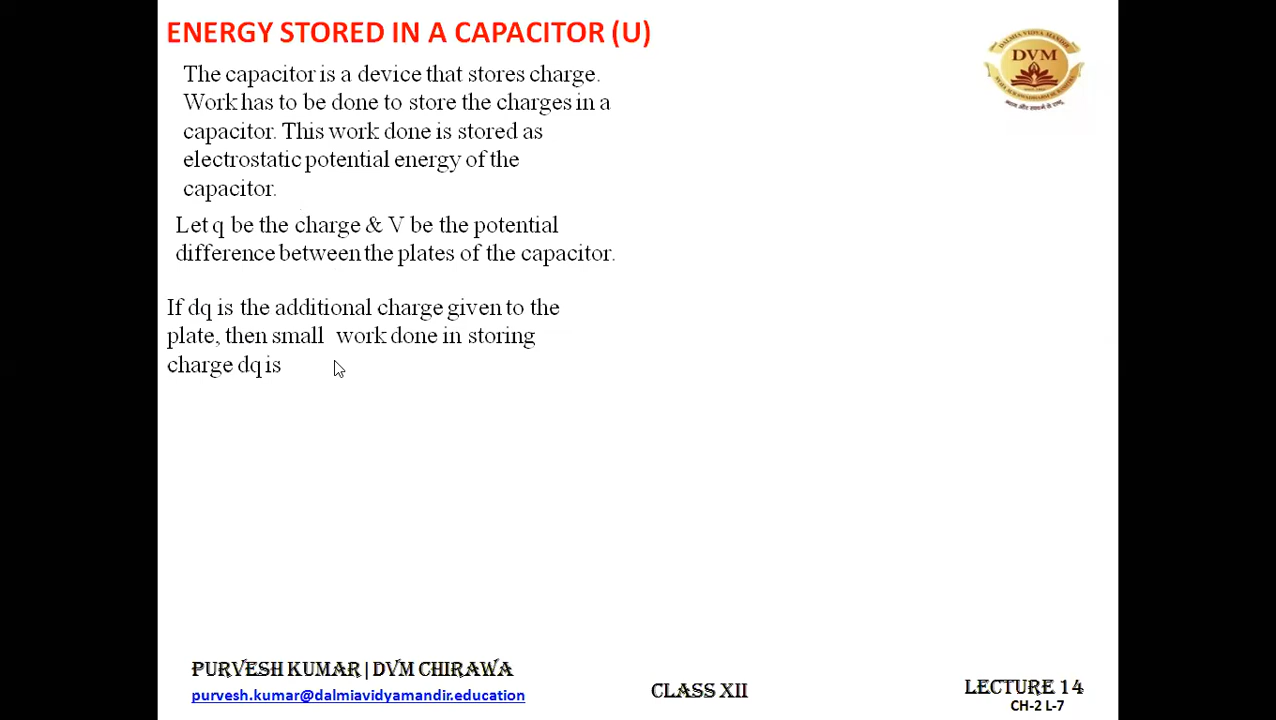 ENERGY STORED IN A CAPACITOR (U)
DALMIA VIDYA MANDIR
DVM
The capacitor is a device that stores charge.
Work has to be done to store the charges in a
capacitor. This work done is stored as
electrostatic potential energy of the
capacitor.
Let q be the charge & V be the potential
difference between the plates of the capacitor.
If dq is the additional charge given to the
plate, then small work done in storing
charge dq is
PURVESH KUMAR | DVM CHIRAWA
purvesh.kumar@dalmiavidyamandir.education
CLASS XII
LECTURE 14
CH-2 L-7